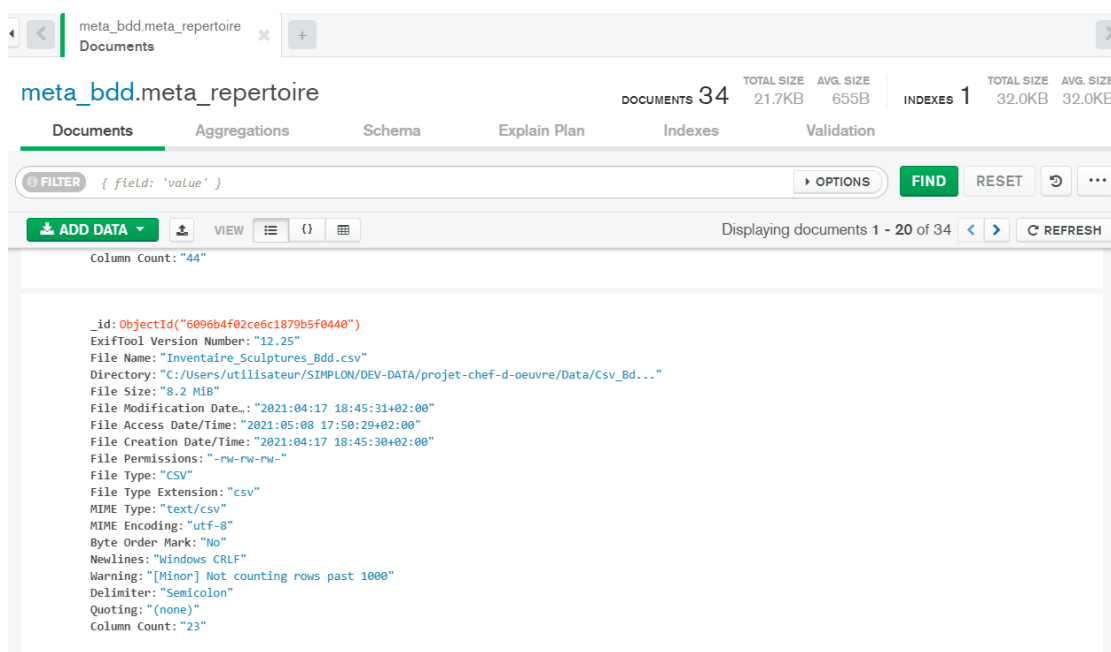 meta_bdd.meta_repertoire
Documents
meta_bdd.meta_repertoire
DOCUMENTS 34 TOTAL SIZE 21.7KB AVG. SIZE 655B INDEXES 1 TOTAL SIZE 32.0KB AVG. SIZE 32.0KB
Documents Aggregations Schema Explain Plan Indexes Validation
FILTER { field: 'value' } OPTIONS FIND RESET ...
ADD DATA VIEW {} Displaying documents 1 - 20 of 34 < > REFRESH
Column Count: "44"
_id: ObjectId("6096b4f02ce6c1879b5f0440")
ExifTool Version Number: "12.25"
File Name: "Inventaire_Sculptures_Bdd.csv"
Directory: "C:/Users/utilisateur/SIMPLON/DEV-DATA/projet-chef-d-oeuvre/Data/Csv_Bd..."
File Size: "8.2 MiB"
File Modification Date…: "2021:04:17 18:45:31+02:00"
File Access Date/Time: "2021:05:08 17:50:29+02:00"
File Creation Date/Time: "2021:04:17 18:45:30+02:00"
File Permissions: "-rw-rw-rw-"
File Type: "CSV"
File Type Extension: "csv"
MIME Type: "text/csv"
MIME Encoding: "utf-8"
Byte Order Mark: "No"
Newlines: "Windows CRLF"
Warning: "[Minor] Not counting rows past 1000"
Delimiter: "Semicolon"
Quoting: "(none)"
Column Count: "23"